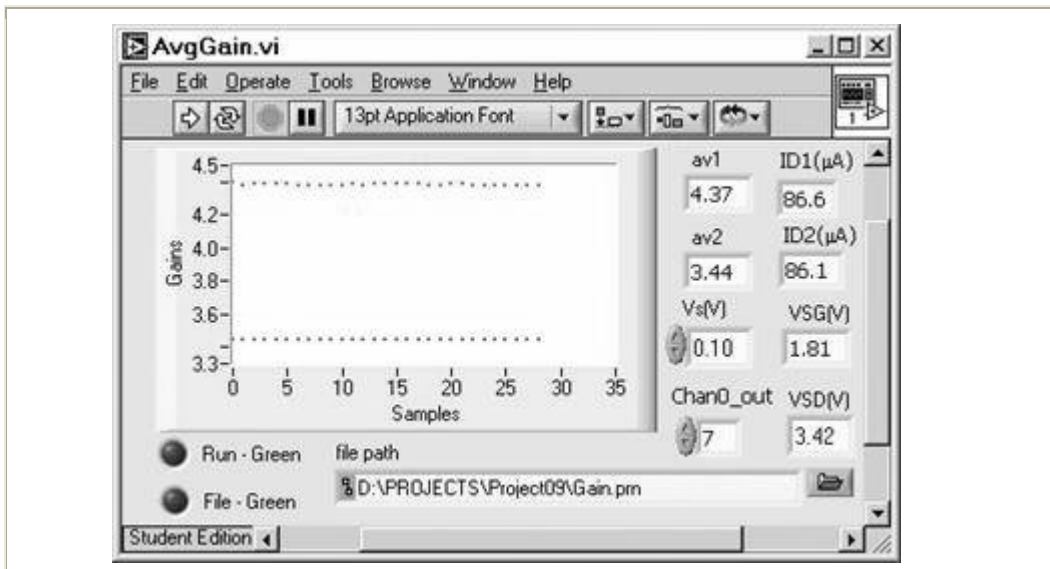 AvgGain.vi
File Edit Operate Tools Browse Window Help
13pt Application Font
1
4.5
4.2
4.0
3.8
3.6
3.3
Gains
0 5 10 15 20 25 30 35
Samples
av1 ID1(µA)
4.37 86.6
av2 ID2(µA)
3.44 86.1
Vs(V) VSG(V)
0.10 1.81
Chan0_out VSD(V)
7 3.42
Run - Green
File - Green
file path
D:\PROJECTS\Project09\Gain.prn
Student Edition